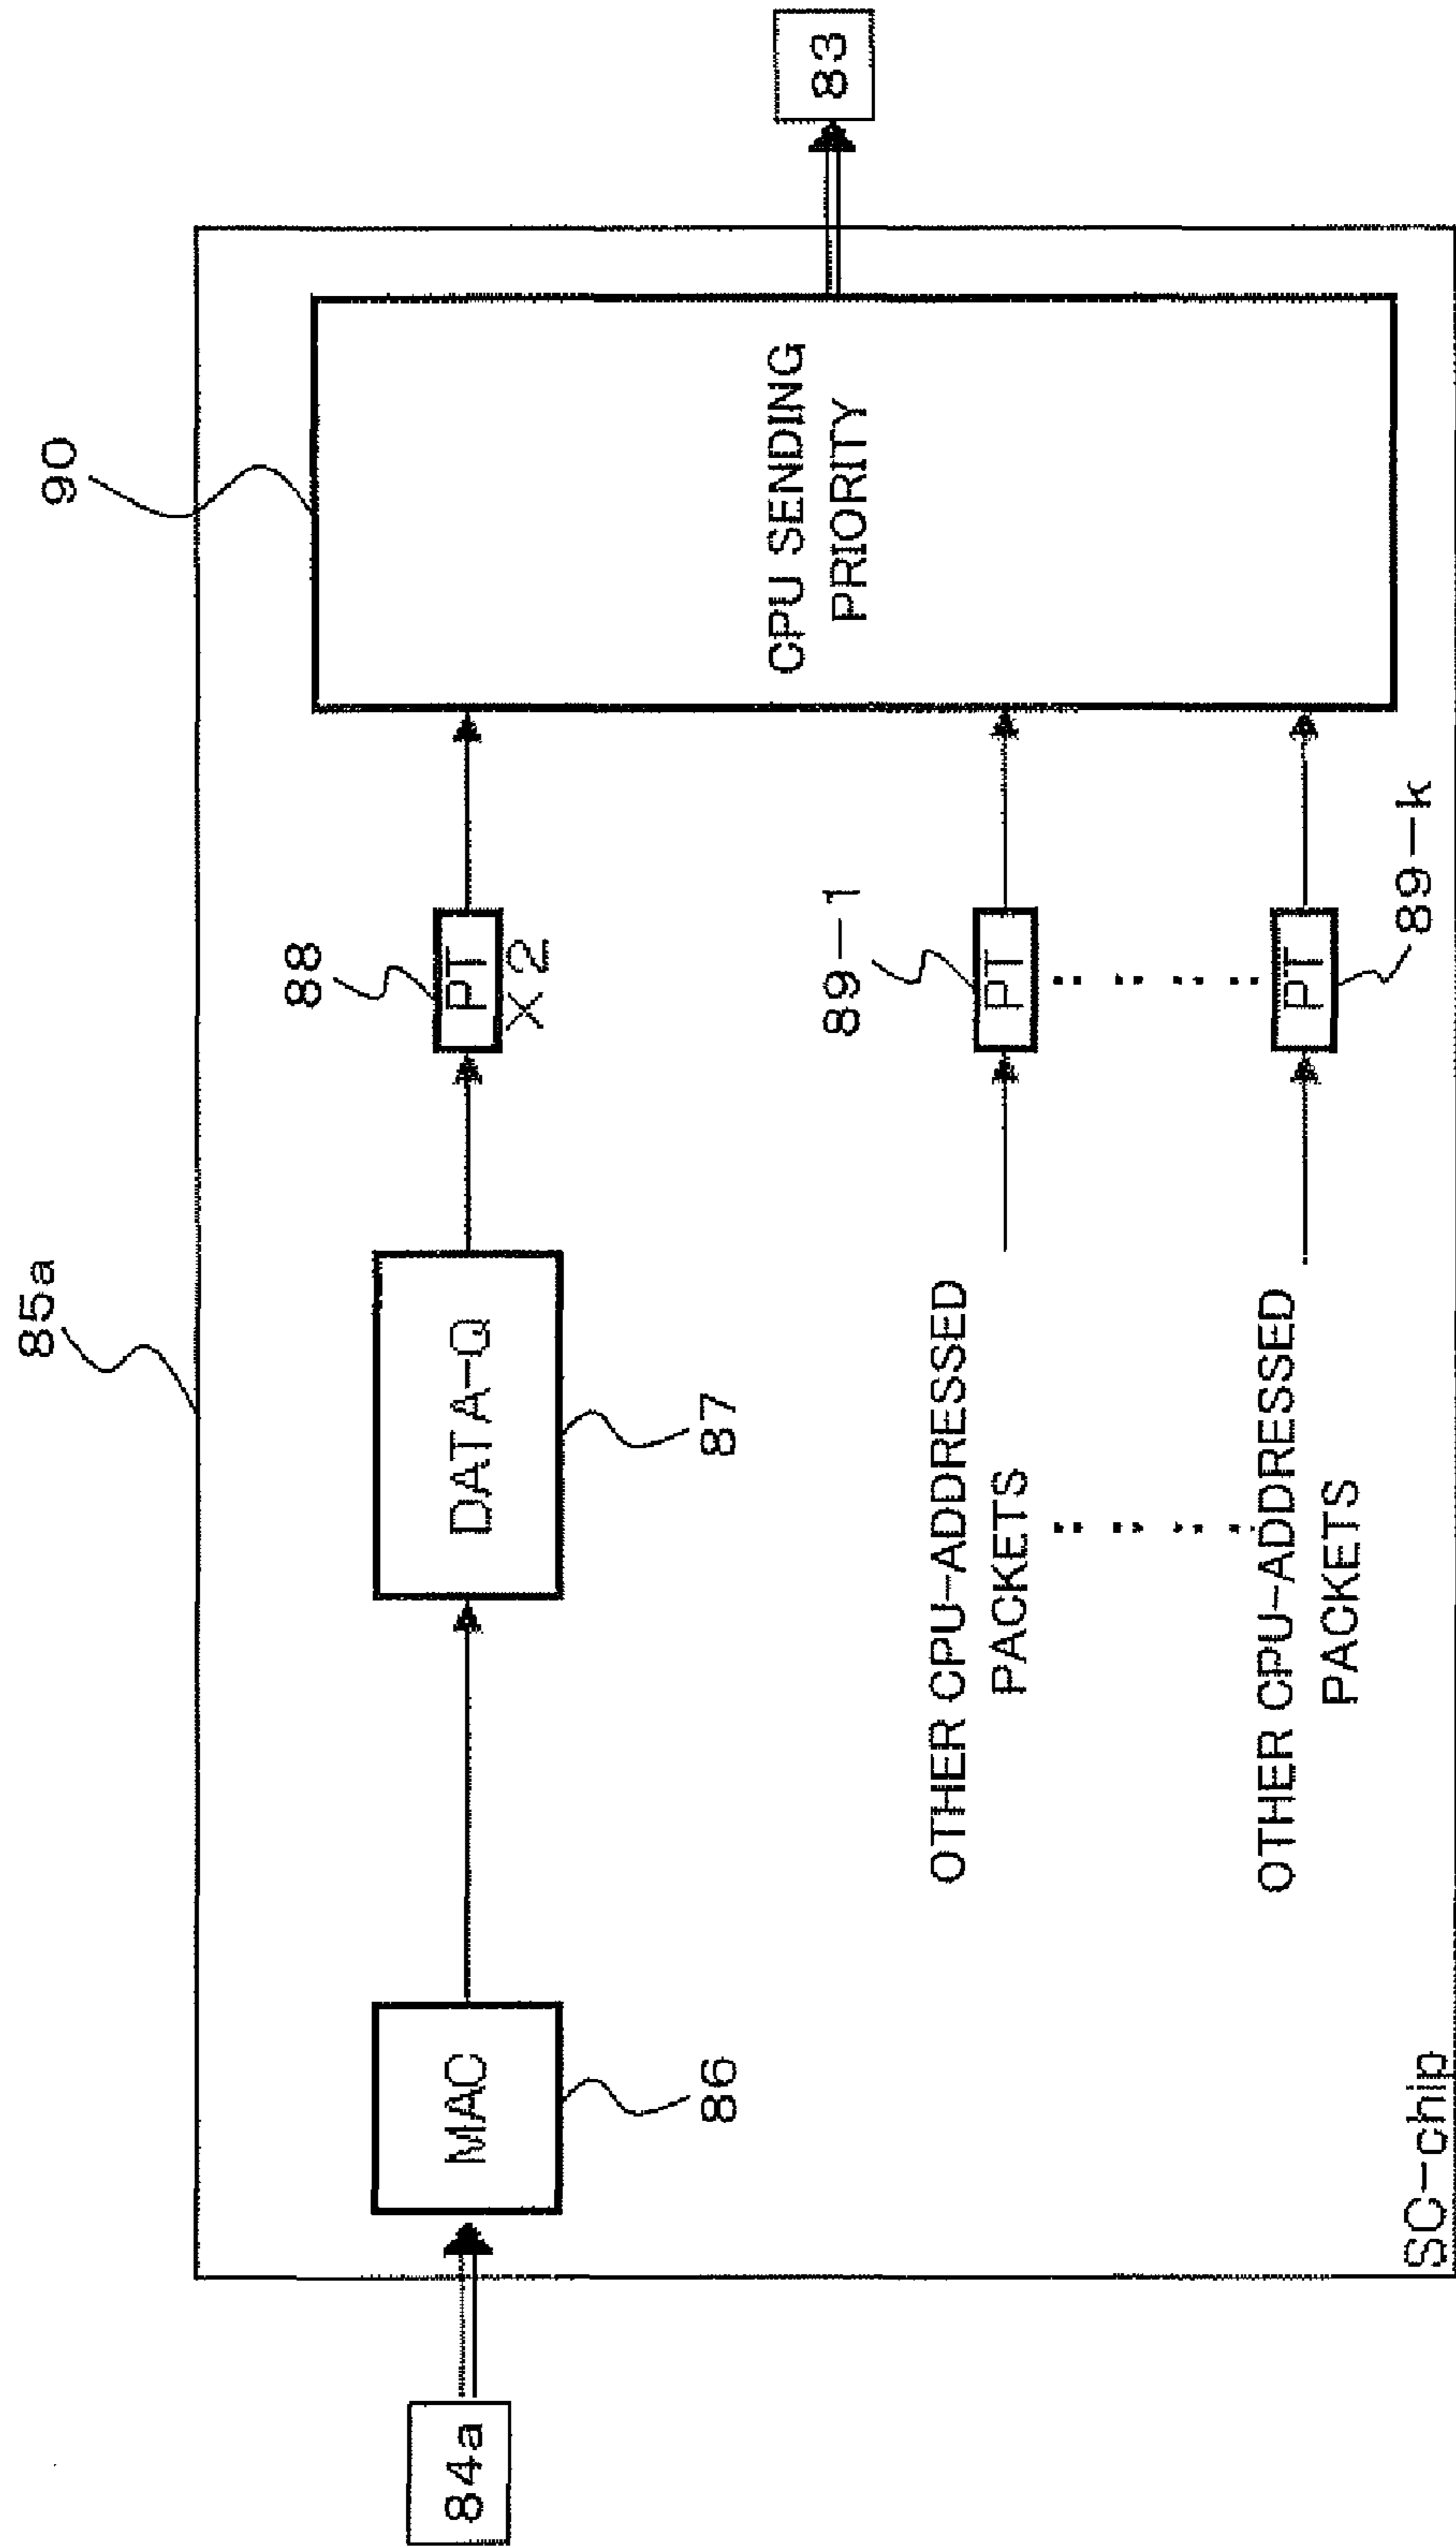 85a
90
84a
MAC
86
DATA-Q
87
88
PT
×2
CPU SENDING
PRIORITY
83
OTHER CPU-ADDRESSED
PACKETS
89-1
PT
OTHER CPU-ADDRESSED
PACKETS
PT
89-k
SC-chip